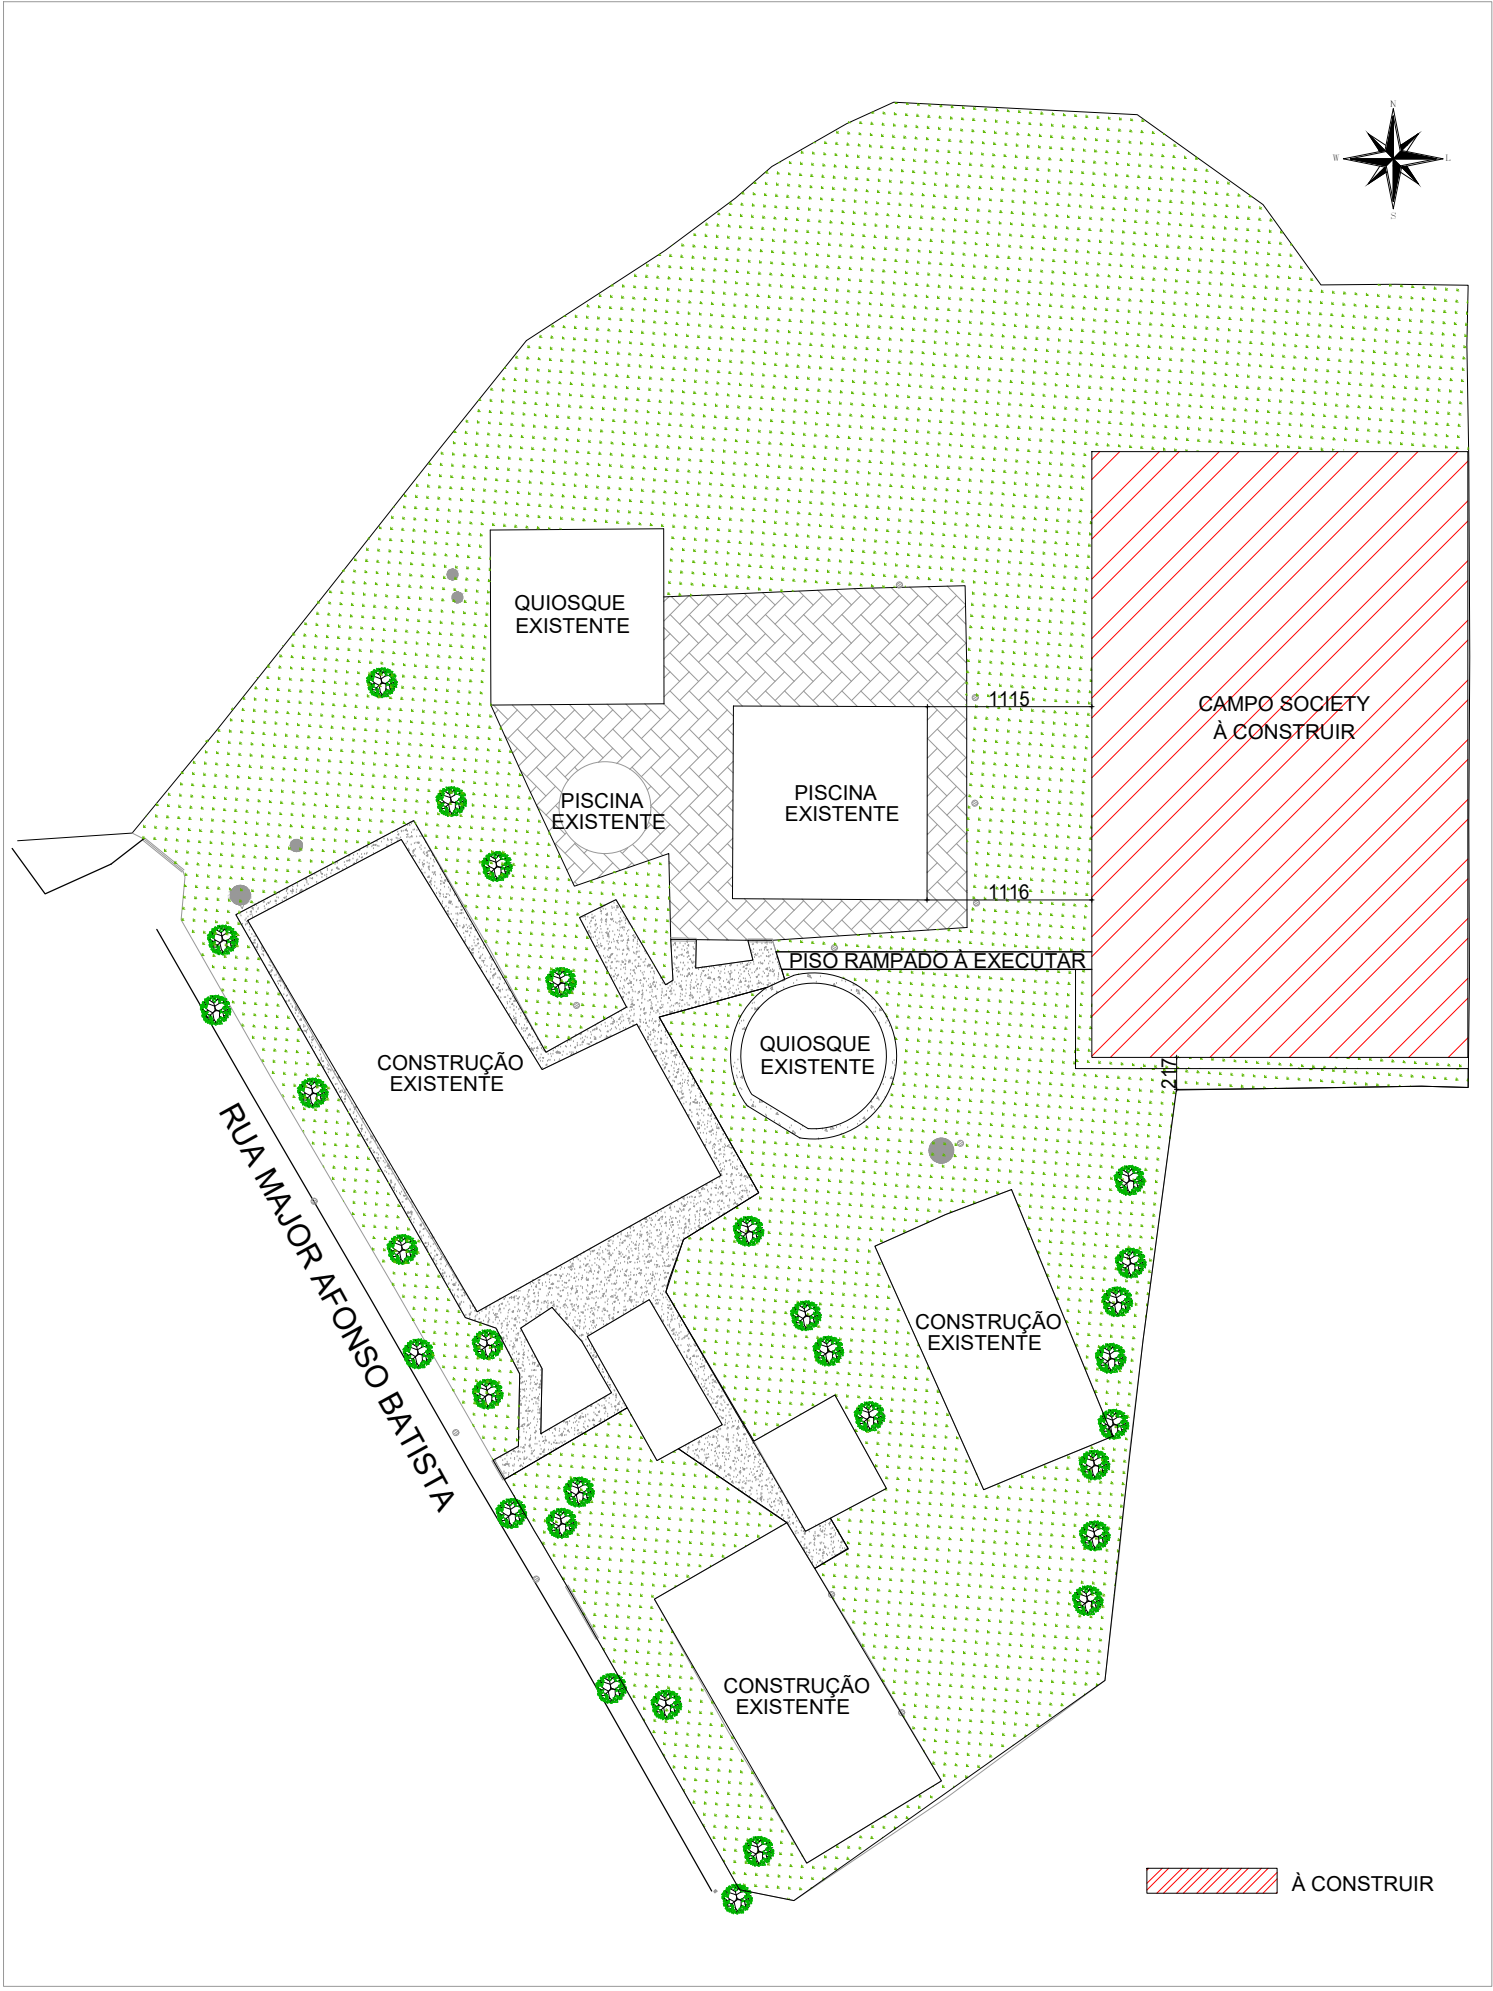 N
W
L
S
QUIOSQUE
EXISTENTE
1115
CAMPO SOCIETY
À CONSTRUIR
PISCINA
EXISTENTE
PISCINA
EXISTENTE
1116
PISO RAMPADO À EXECUTAR
QUIOSQUE
EXISTENTE
CONSTRUÇÃO
EXISTENTE
217
RUA MAJOR AFONSO BATISTA
CONSTRUÇÃO
EXISTENTE
CONSTRUÇÃO
EXISTENTE
À CONSTRUIR